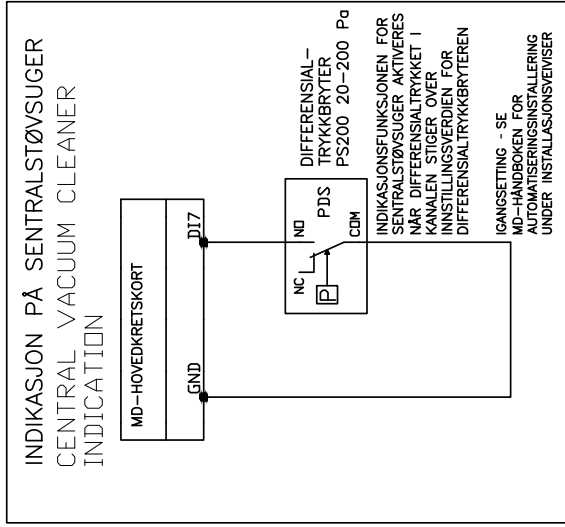 INDIKASJON PÅ SENTRALSTØVSUGER
CENTRAL VACUUM CLEANER
INDICATION
MD-HOVEDKRETSKORT
GND
DI7
DIFFERENSIAL-
TRYKKBRYTER
PS200 20-200 Pa
NC
NO
PDS
P
COM
INDIKASJONSFUNKSJONEN FOR
SENTRALSTØVSUGER AKTIVERES
NÅR DIFFERENSIALTRYKKET I
KANALEN STIGER OVER
INNSTILLINGSVERDIEN FOR
DIFFERENSIALTRYKKBRYTEREN
IGANGSETTING - SE
MD-HÅNDBOKEN FOR
AUTOMATISERINGSINSTALLERING
UNDER INSTALLASJONSVEIVISER